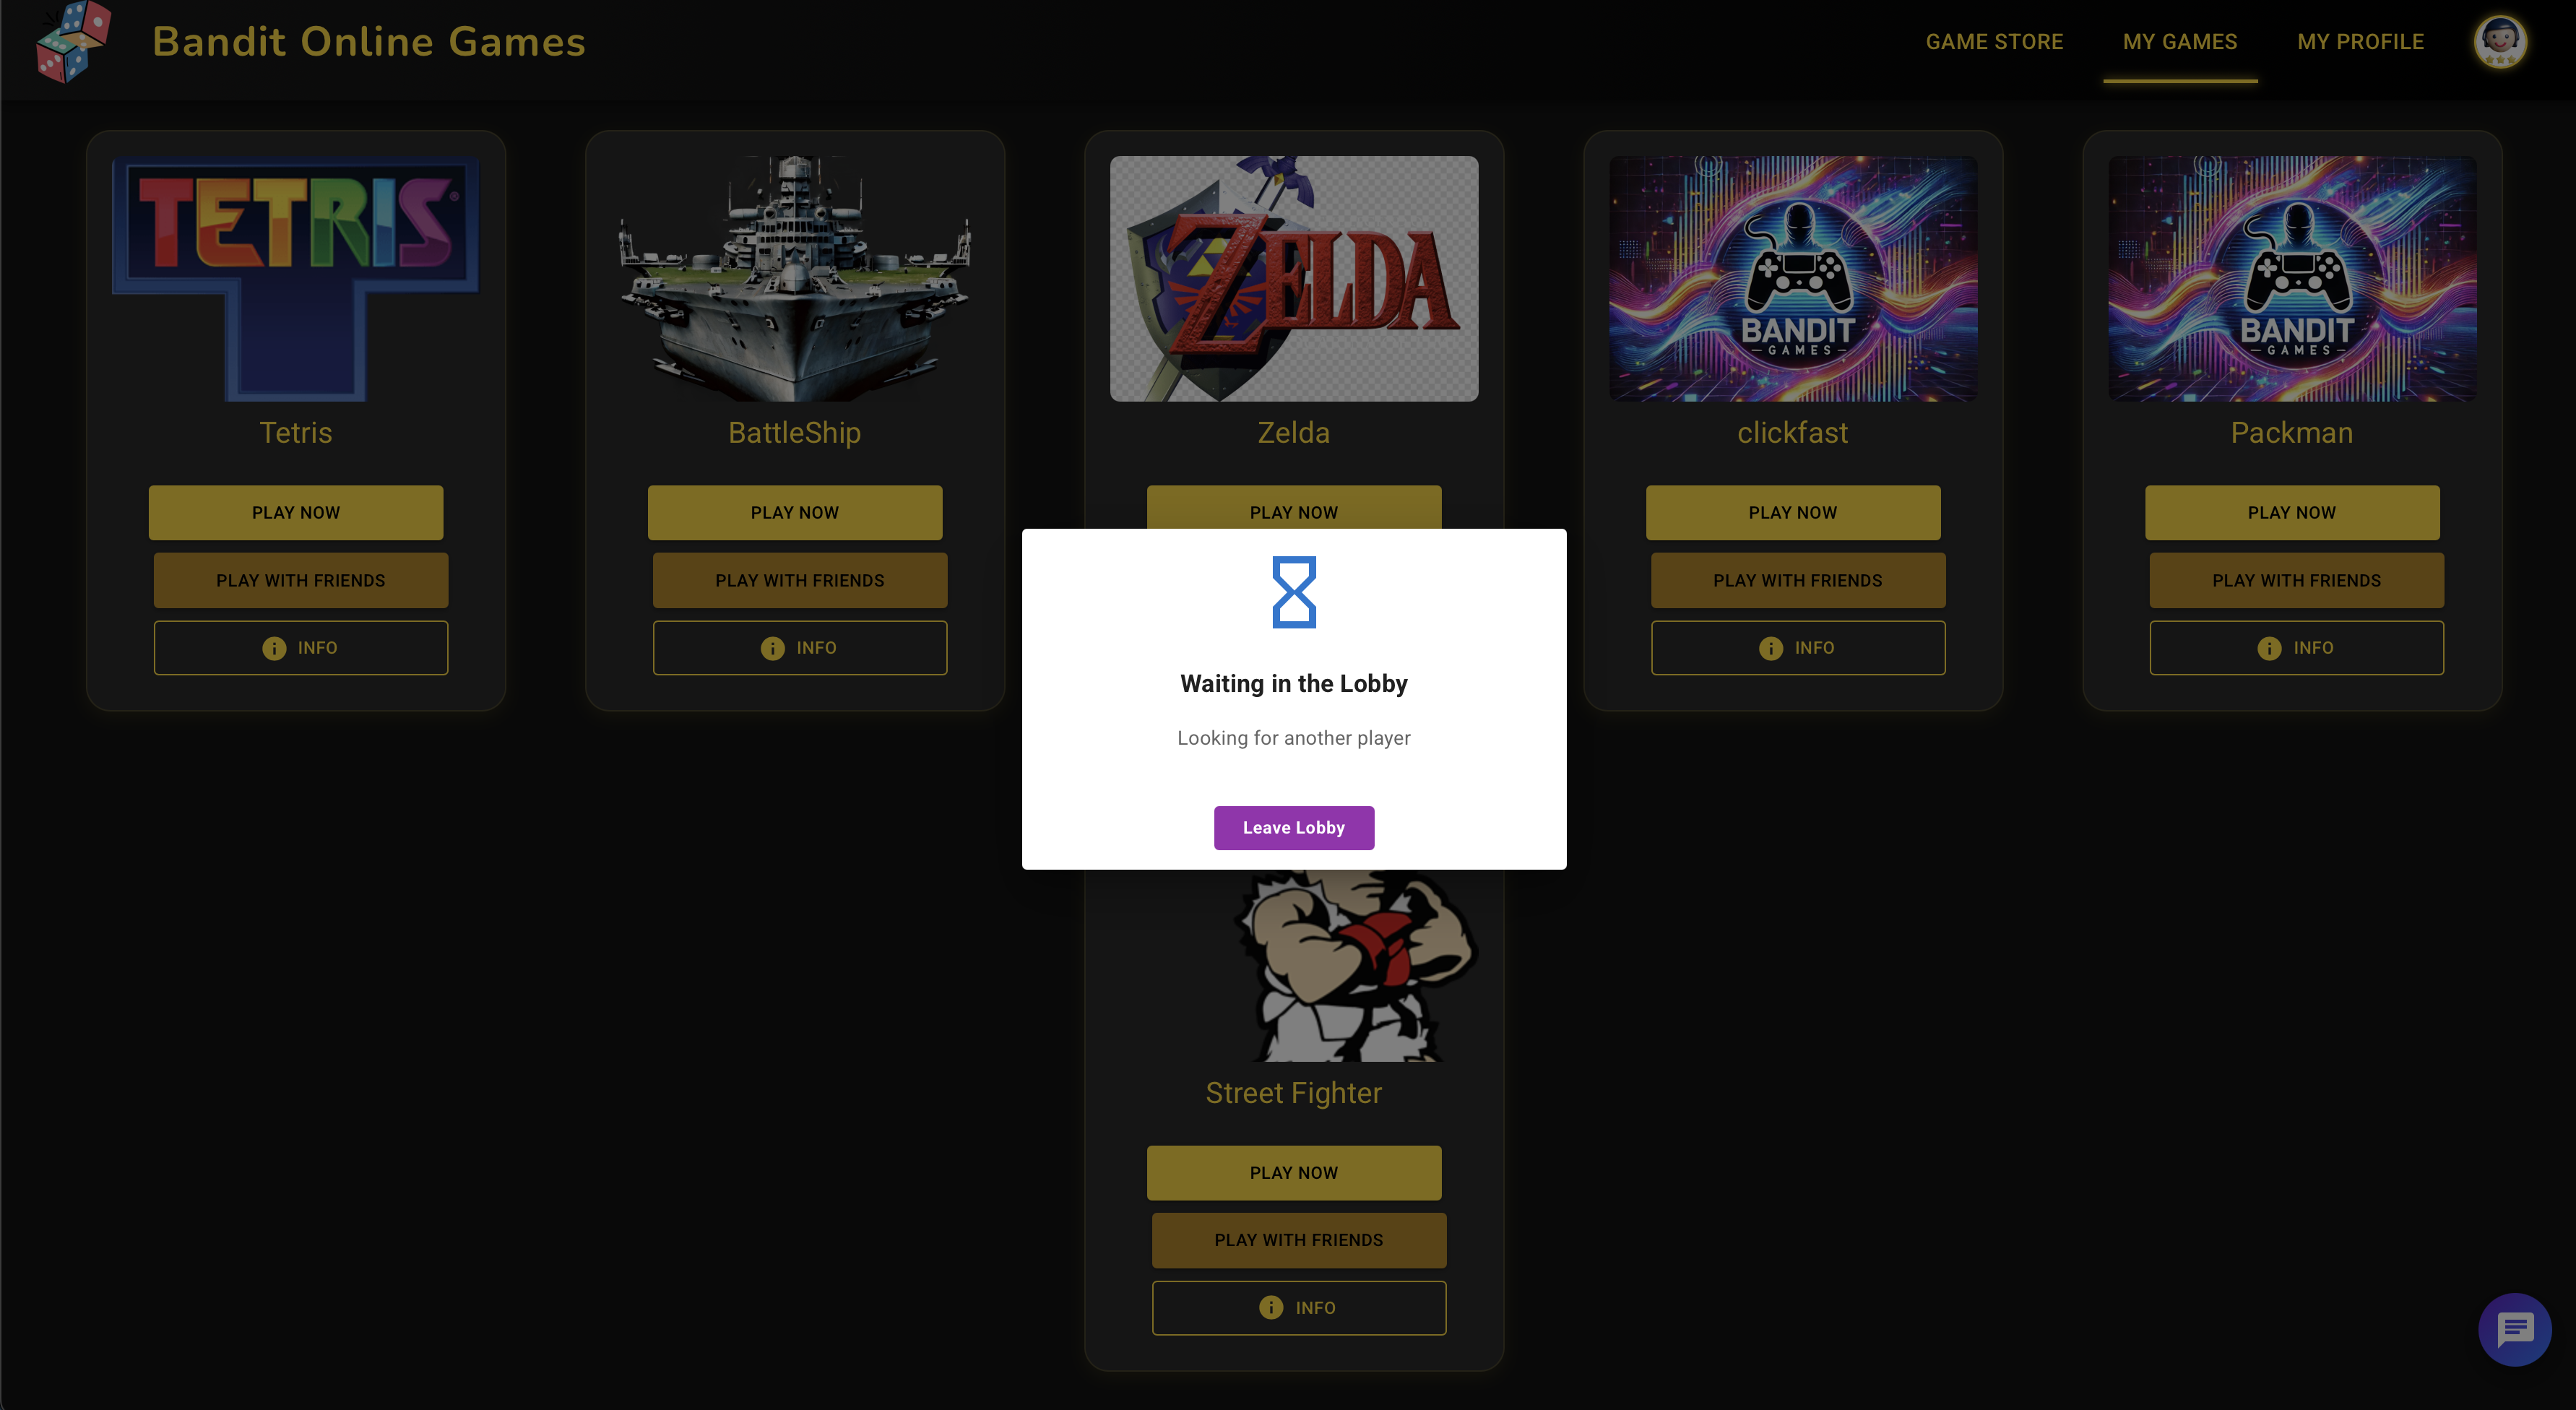 Bandit Online Games
GAME STORE
MY GAMES
MY PROFILE
TETRIS®
ZELDA
BANDIT
GAMES
BANDIT
GAMES
Tetris
BattleShip
Zelda
clickfast
Packman
PLAY NOW
PLAY NOW
PLAY NOW
PLAY NOW
PLAY NOW
PLAY WITH FRIENDS
PLAY WITH FRIENDS
PLAY WITH FRIENDS
PLAY WITH FRIENDS
INFO
INFO
INFO
INFO
Waiting in the Lobby
Looking for another player
Leave Lobby
Street Fighter
PLAY NOW
PLAY WITH FRIENDS
INFO